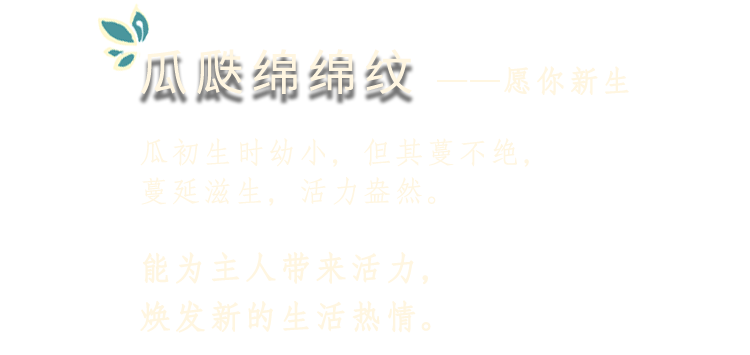 瓜瓞绵绵纹 ——愿你新生
瓜初生时幼小，但其蔓不绝，
蔓延滋生，活力盎然。
能为主人带来活力，
焕发新的生活热情。